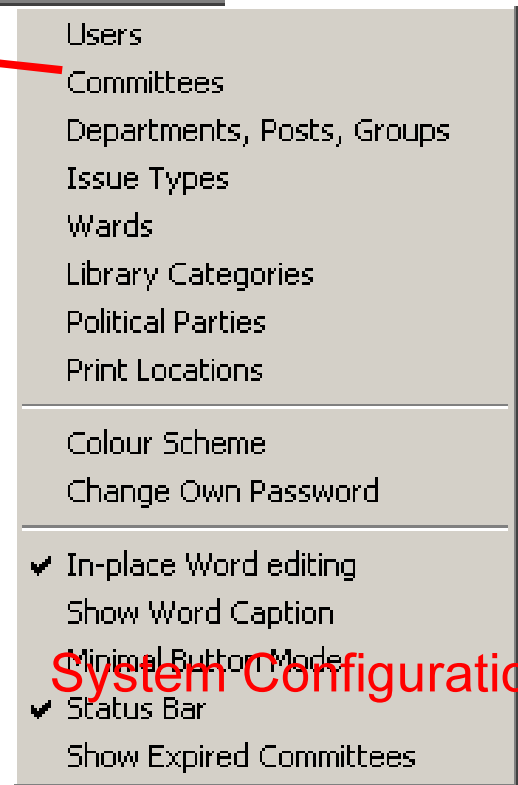 Users
Committees
Departments, Posts, Groups
Issue Types
Wards
Library Categories
Political Parties
Print Locations
Colour Scheme
Change Own Password
In-place Word editing
Show Word Caption
Minimal Button Mode
System Configuratio
Status Bar
Show Expired Committees